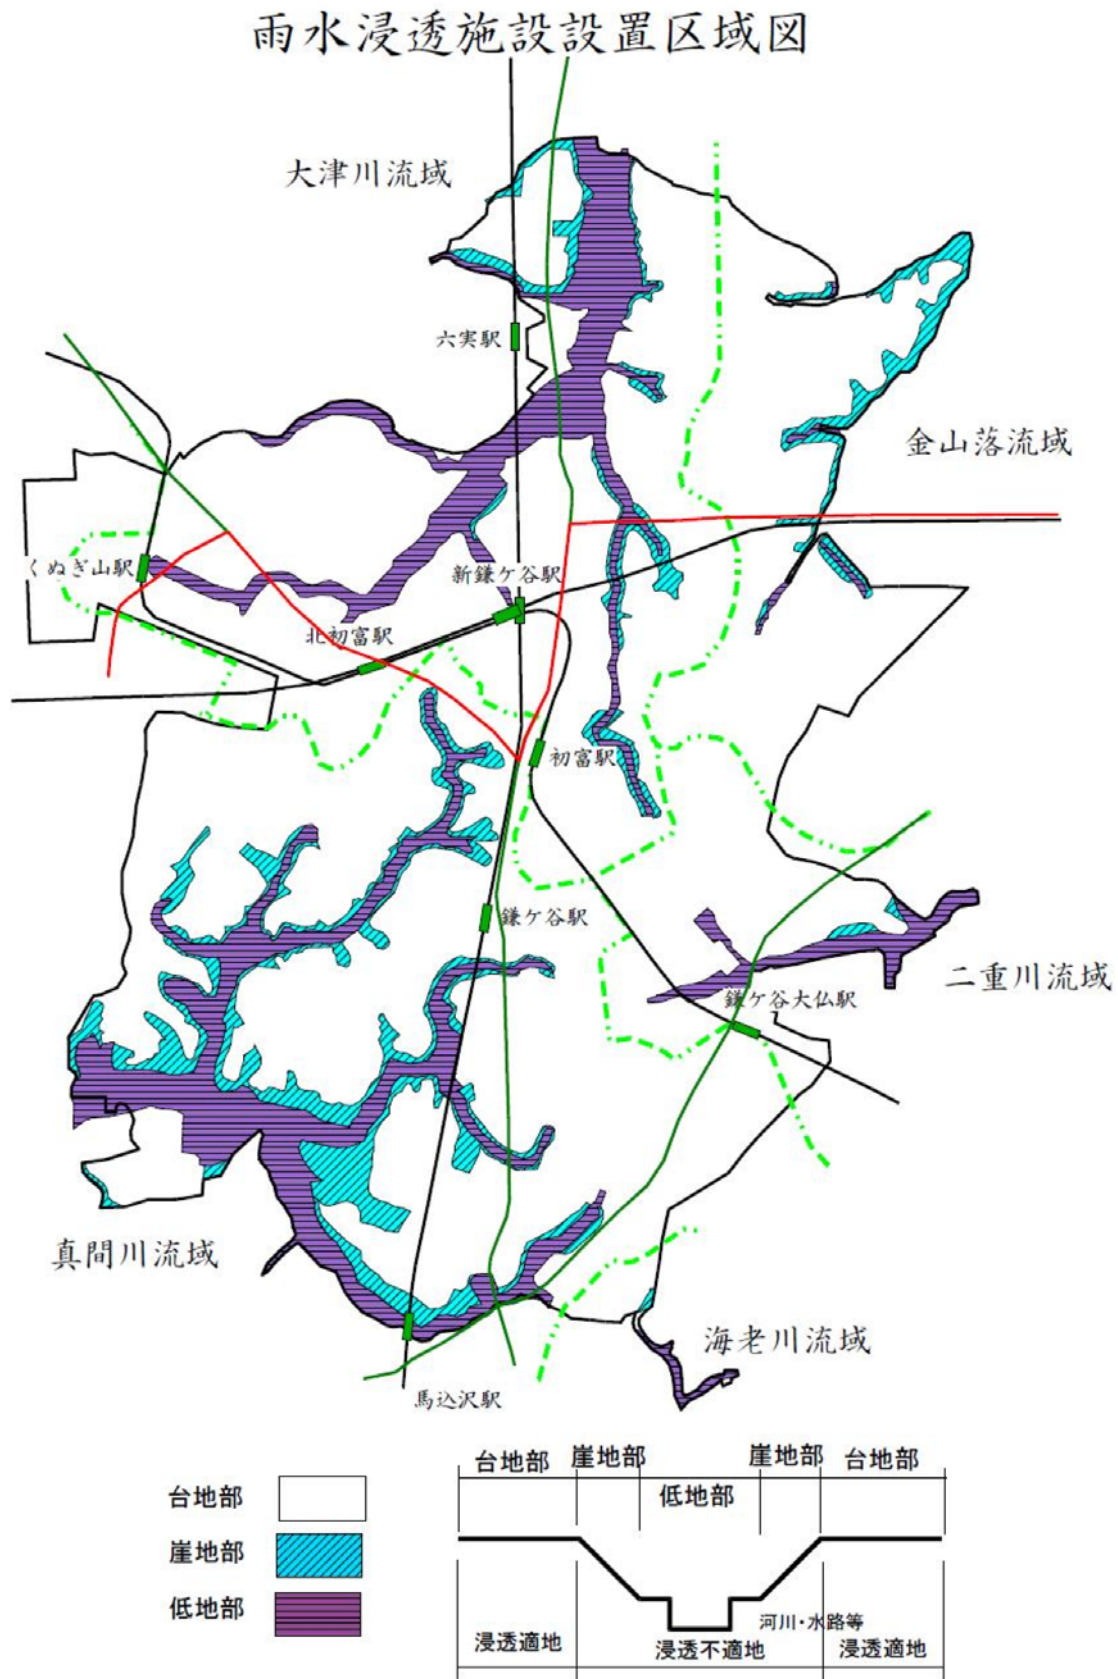 雨水浸透施設設置区域図
大津川流域
六実駅
金山落流域
くぬぎ山駅
新鎌ケ谷駅
北初富駅
初富駅
鎌ケ谷駅
二重川流域
鎌ケ谷大仏駅
真間川流域
海老川流域
馬込沢駅
台地部
崖地部
低地部
台地部 崖地部 低地部 崖地部 台地部
河川・水路等
浸透適地 浸透不適地 浸透適地